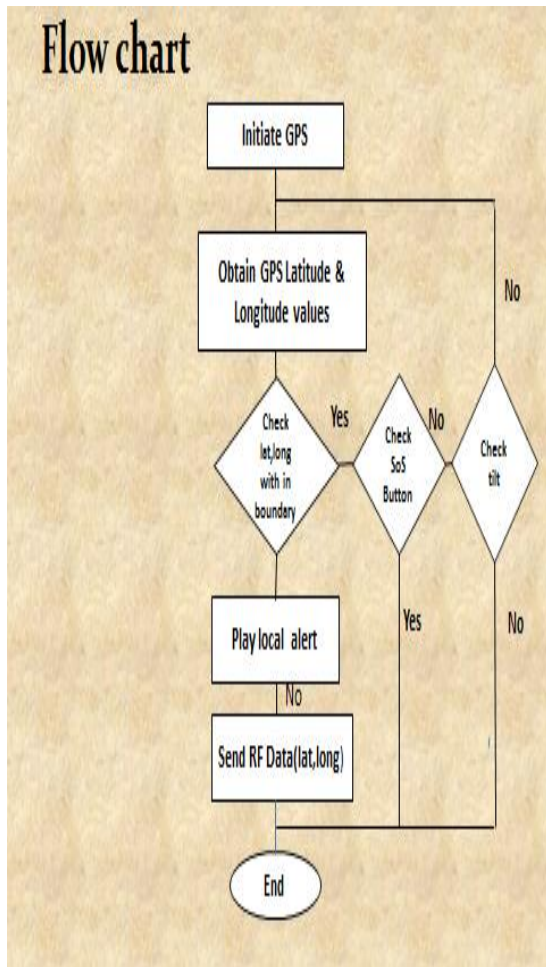 Flow chart
Initiate GPS
Obtain GPS Latitude &
Longitude values
No
Check
lat,long
with in
boundary
Yes
Check
SoS
Button
No
Check
tilt
Play local alert
Yes
No
No
Send RF Data(lat,long)
End